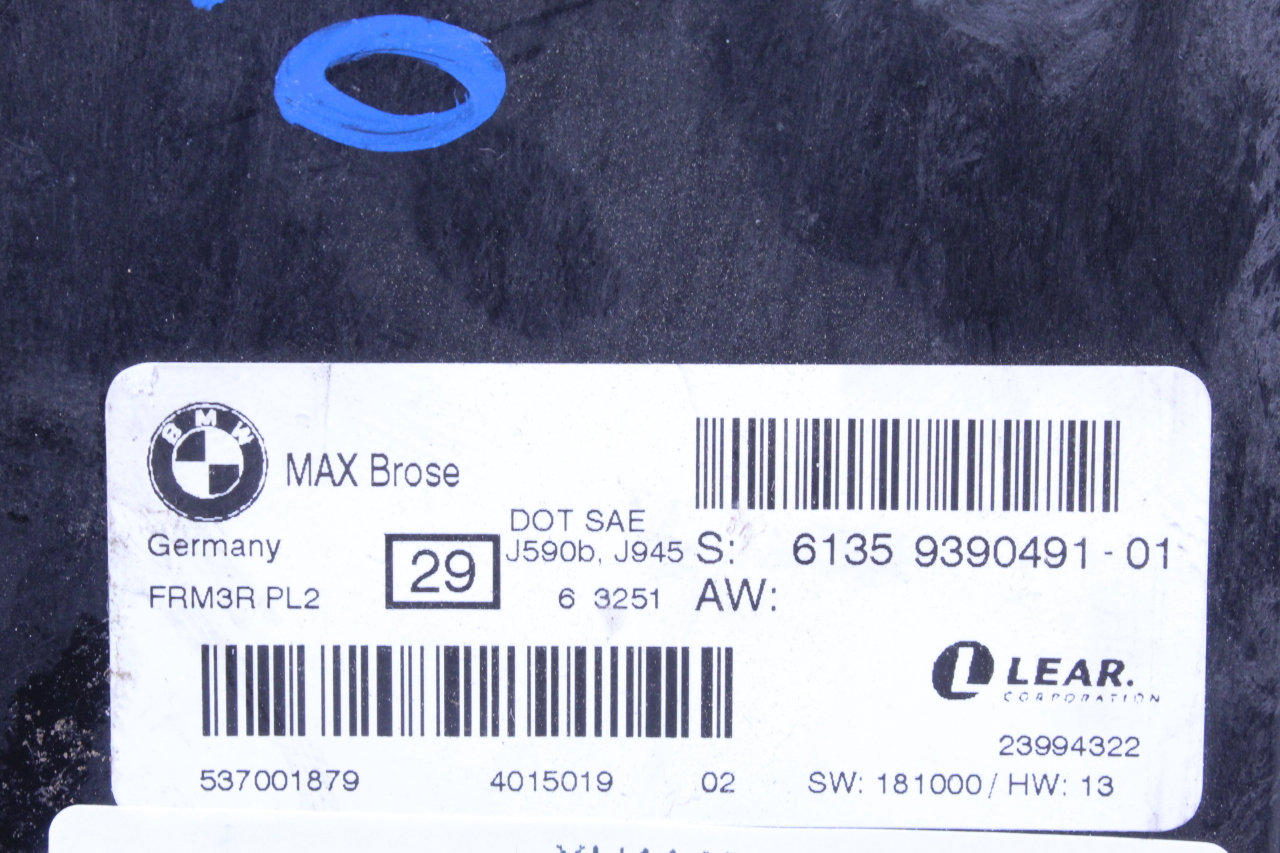 BMW
MAX Brose
Germany
FRM3R PL2
29
DOT SAE
J590b, J945
6 3251
S: 6135 9390491 - 01
AW:
L LEAR.
CORPORATION
23994322
537001879 4015019 02 SW: 181000 / HW: 13